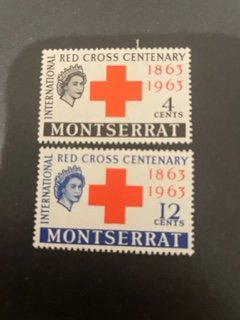 INTERNATIONAL
RED CROSS CENTENARY
1863
1963
4
CENTS
MONTSERRAT
INTERNATIONAL
RED CROSS CENTENARY
1863
1963
12
CENTS
MONTSERRAT